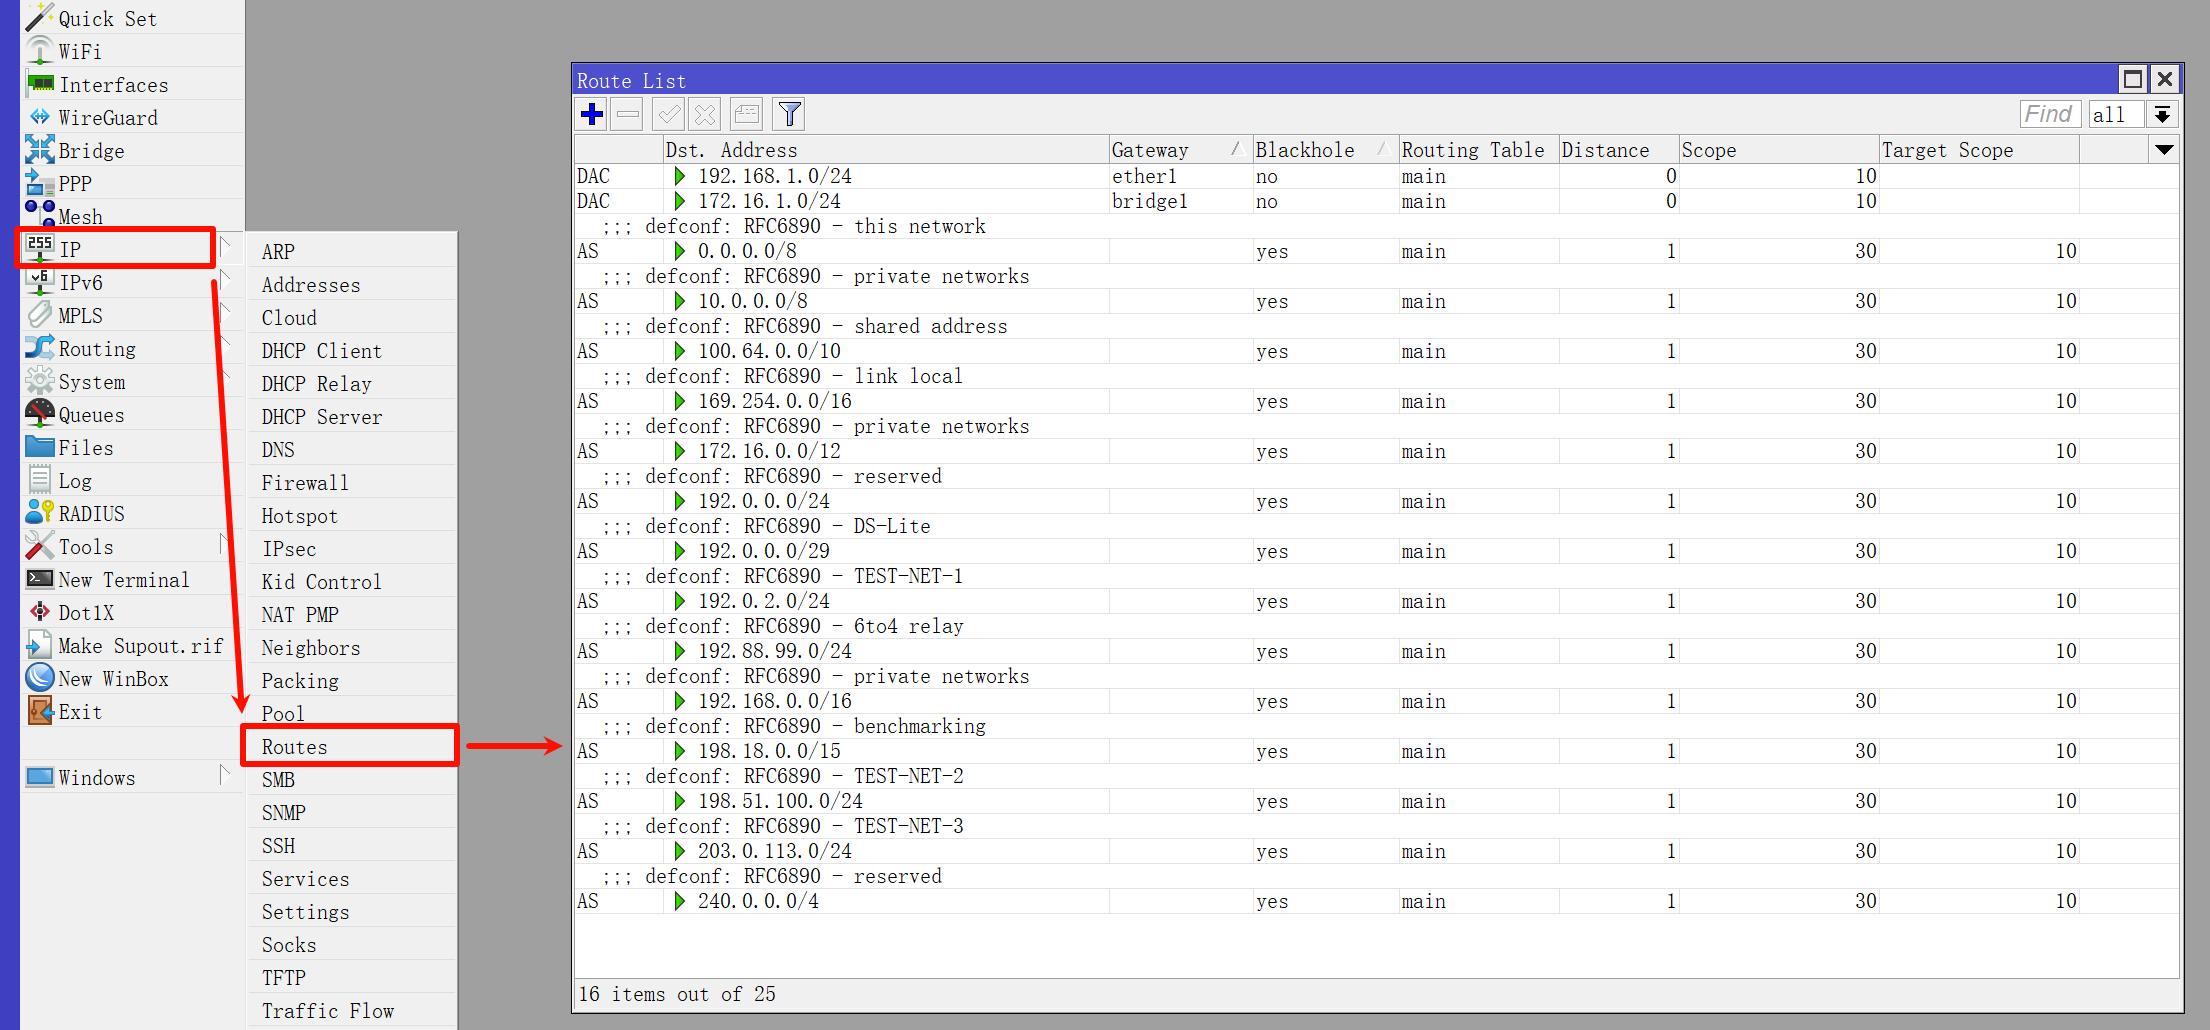 Quick Set
WiFi
Interfaces
WireGuard
Bridge
PPP
Mesh
255 IP
v6 IPv6
MPLS
Routing
System
Queues
Files
Log
RADIUS
Tools
New Terminal
Dot1X
Make Supout.rif
New WinBox
Exit
Windows
ARP
Addresses
Cloud
DHCP Client
DHCP Relay
DHCP Server
DNS
Firewall
Hotspot
IPsec
Kid Control
NAT PMP
Neighbors
Packing
Pool
Routes
SMB
SNMP
SSH
Services
Settings
Socks
TFTP
Traffic Flow
Route List
Find all
Dst. Address Gateway Blackhole Routing Table Distance Scope Target Scope
DAC 192.168.1.0/24 ether1 no main 0 10
DAC 172.16.1.0/24 bridge1 no main 0 10
;;; defconf: RFC6890 - this network
AS 0.0.0.0/8 yes main 1 30 10
;;; defconf: RFC6890 - private networks
AS 10.0.0.0/8 yes main 1 30 10
;;; defconf: RFC6890 - shared address
AS 100.64.0.0/10 yes main 1 30 10
;;; defconf: RFC6890 - link local
AS 169.254.0.0/16 yes main 1 30 10
;;; defconf: RFC6890 - private networks
AS 172.16.0.0/12 yes main 1 30 10
;;; defconf: RFC6890 - reserved
AS 192.0.0.0/24 yes main 1 30 10
;;; defconf: RFC6890 - DS-Lite
AS 192.0.0.0/29 yes main 1 30 10
;;; defconf: RFC6890 - TEST-NET-1
AS 192.0.2.0/24 yes main 1 30 10
;;; defconf: RFC6890 - 6to4 relay
AS 192.88.99.0/24 yes main 1 30 10
;;; defconf: RFC6890 - private networks
AS 192.168.0.0/16 yes main 1 30 10
;;; defconf: RFC6890 - benchmarking
AS 198.18.0.0/15 yes main 1 30 10
;;; defconf: RFC6890 - TEST-NET-2
AS 198.51.100.0/24 yes main 1 30 10
;;; defconf: RFC6890 - TEST-NET-3
AS 203.0.113.0/24 yes main 1 30 10
;;; defconf: RFC6890 - reserved
AS 240.0.0.0/4 yes main 1 30 10
16 items out of 25